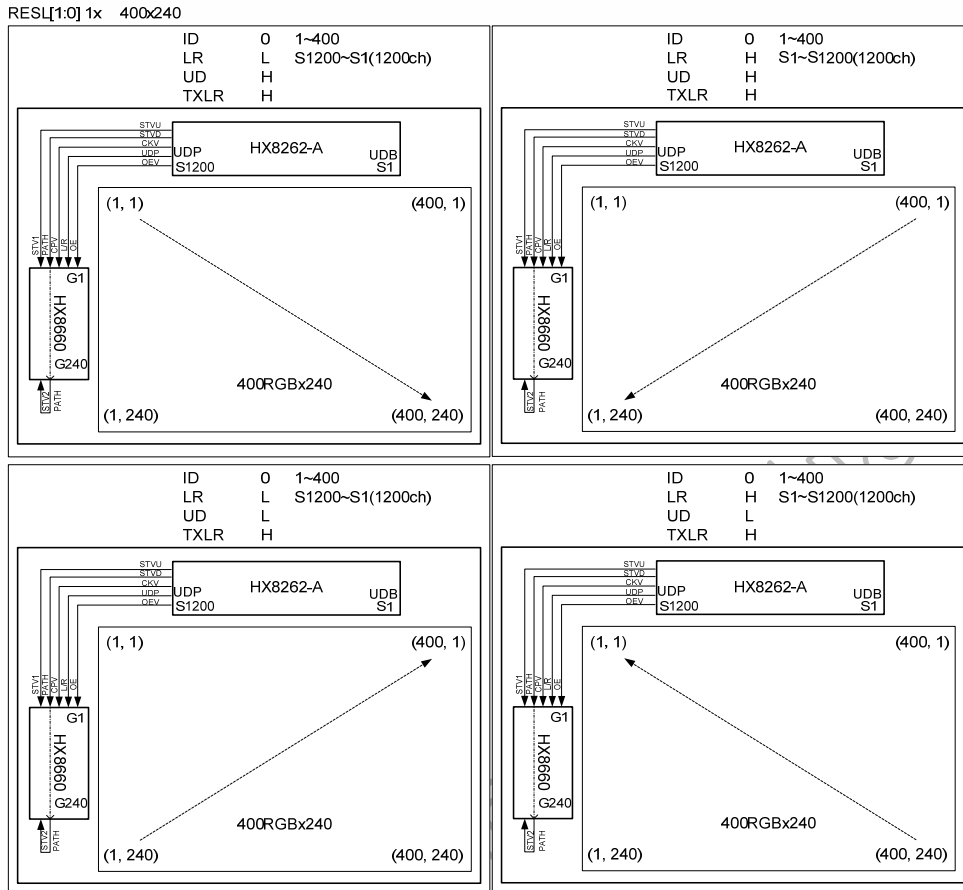 RESL[1:0] 1x 400x240
ID 0 1~400
LR L S1200~S1(1200ch)
UD H
TXLR H
STVU
STVD
CKV
UDP
OEV
UDP
S1200
HX8262-A
UDB
S1
(1, 1)
(400, 1)
STV1
PATH
CPV
L/R
OE
G1
HX8660
G240
STV2
PATH
400RGBx240
(1, 240)
(400, 240)
ID 0 1~400
LR H S1~S1200(1200ch)
UD H
TXLR H
STVU
STVD
CKV
UDP
OEV
UDP
S1200
HX8262-A
UDB
S1
(1, 1)
(400, 1)
STV1
PATH
CPV
L/R
OE
G1
HX8660
G240
STV2
PATH
400RGBx240
(1, 240)
(400, 240)
ID 0 1~400
LR L S1200~S1(1200ch)
UD L
TXLR H
STVU
STVD
CKV
UDP
OEV
UDP
S1200
HX8262-A
UDB
S1
(1, 1)
(400, 1)
STV1
PATH
CPV
L/R
OE
G1
HX8660
G240
STV2
PATH
400RGBx240
(1, 240)
(400, 240)
ID 0 1~400
LR H S1~S1200(1200ch)
UD L
TXLR H
STVU
STVD
CKV
UDP
OEV
UDP
S1200
HX8262-A
UDB
S1
(1, 1)
(400, 1)
STV1
PATH
CPV
L/R
OE
G1
HX8660
G240
STV2
PATH
400RGBx240
(1, 240)
(400, 240)